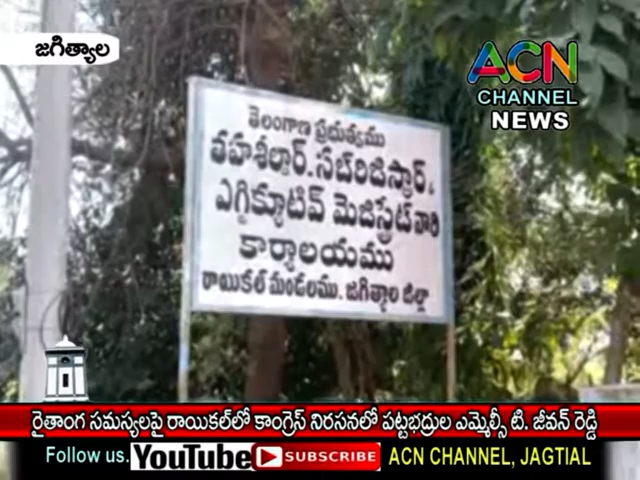 జగిత్యాల
ACN
CHANNEL
NEWS
తెలంగాణ ప్రభుత్వము
తహశీల్దార్. సబ్‌రిజిస్ట్రార్ &
ఎగ్జిక్యూటివ్ మెజిస్ట్రేట్ వారి
కార్యాలయము
రాయికల్ మండలము. జగిత్యాల జిల్లా
రైతాంగ సమస్యలపై రాయికల్‌లో కాంగ్రెస్ నిరసనలో పట్టభద్రుల ఎమ్మెల్సీ టి. జీవన్ రెడ్డి
Follow us. YouTube SUBSCRIBE ACN CHANNEL, JAGTIAL